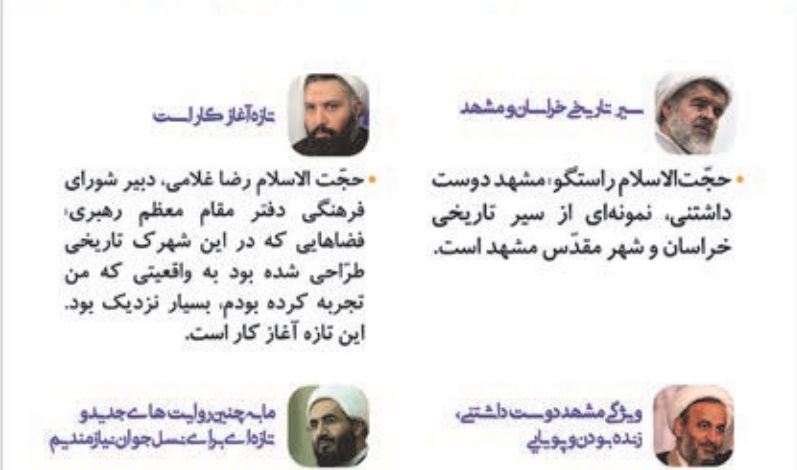 سیر تاریخی خراسان و مشهد
• حجّت‌الاسلام راستگو: مشهد دوست
داشتنی، نمونه‌ای از سیر تاریخی
خراسان و شهر مقدّس مشهد است.
تازه آغاز کار است
• حجّت الاسلام رضا غلامی، دبیر شورای
فرهنگی دفتر مقام معظم رهبری:
فضاهایی که در این شهرک تاریخی
طرّاحی شده بود به واقعیتی که من
تجربه کرده بودم، بسیار نزدیک بود.
این تازه آغاز کار است.
ویژگی مشهد دوست داشتنی،
زنده بودن و پویایی
ما به چنین روایت های جدید و
تازه ای برای نسل جوان نیازمندیم